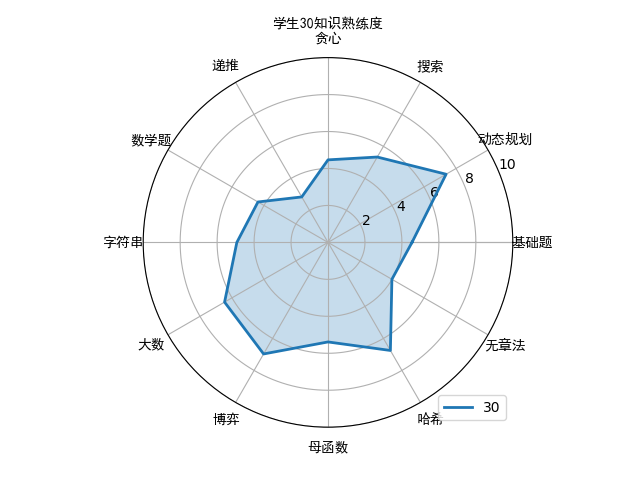 学生30知识熟练度
贪心
递推
搜索
数学题
动态规划
10
8
6
4
2
字符串
基础题
大数
无章法
博弈
哈希
30
母函数